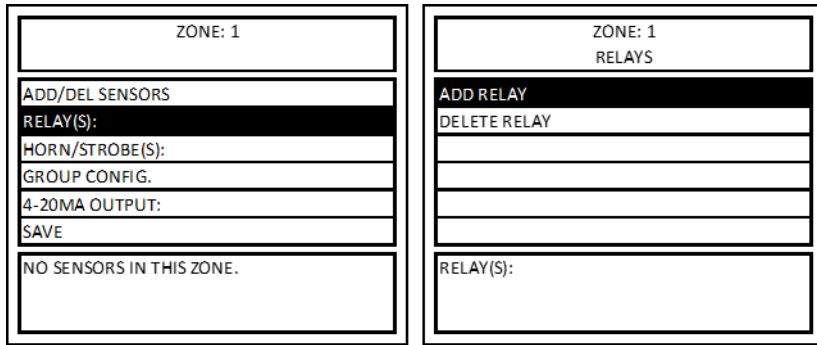 ZONE: 1
ADD/DEL SENSORS
RELAY(S):
HORN/STROBE(S):
GROUP CONFIG.
4-20MA OUTPUT:
SAVE
NO SENSORS IN THIS ZONE.
ZONE: 1
RELAYS
ADD RELAY
DELETE RELAY
RELAY(S):